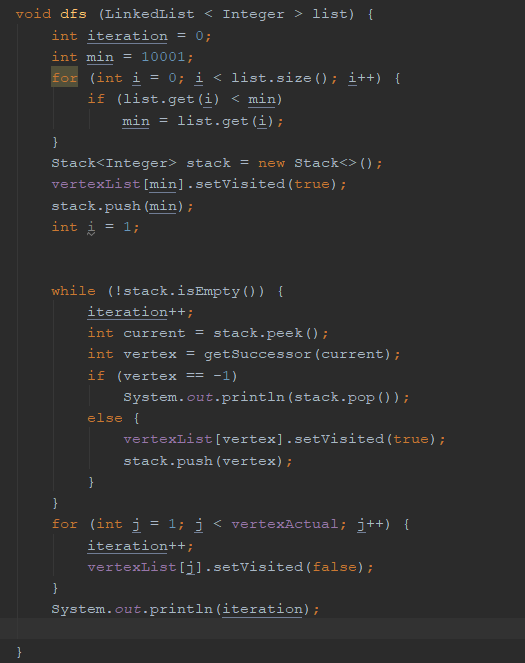 void dfs (LinkedList < Integer > list) {
int iteration = 0;
int min = 10001;
for (int i = 0; i < list.size(); i++) {
if (list.get(i) < min)
min = list.get(i);
}
Stack<Integer> stack = new Stack<>();
vertexList[min].setVisited(true);
stack.push(min);
int i = 1;
while (!stack.isEmpty()) {
iteration++;
int current = stack.peek();
int vertex = getSuccessor(current);
if (vertex == -1)
System.out.println(stack.pop());
else {
vertexList[vertex].setVisited(true);
stack.push(vertex);
}
}
for (int j = 1; j < vertexActual; j++) {
iteration++;
vertexList[j].setVisited(false);
}
System.out.println(iteration);
}